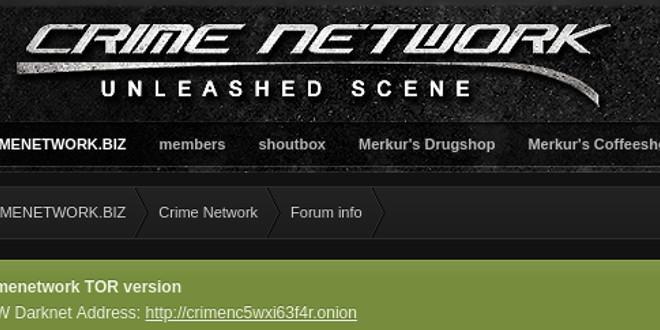 CRIME NETWORK
UNLEASHED SCENE
MENETWORK.BIZ members shoutbox Merkur's Drugshop Merkur's Coffeesh
MENETWORK.BIZ Crime Network Forum info
menetwork TOR version
W Darknet Address: http://crimenc5wxi63f4r.onion